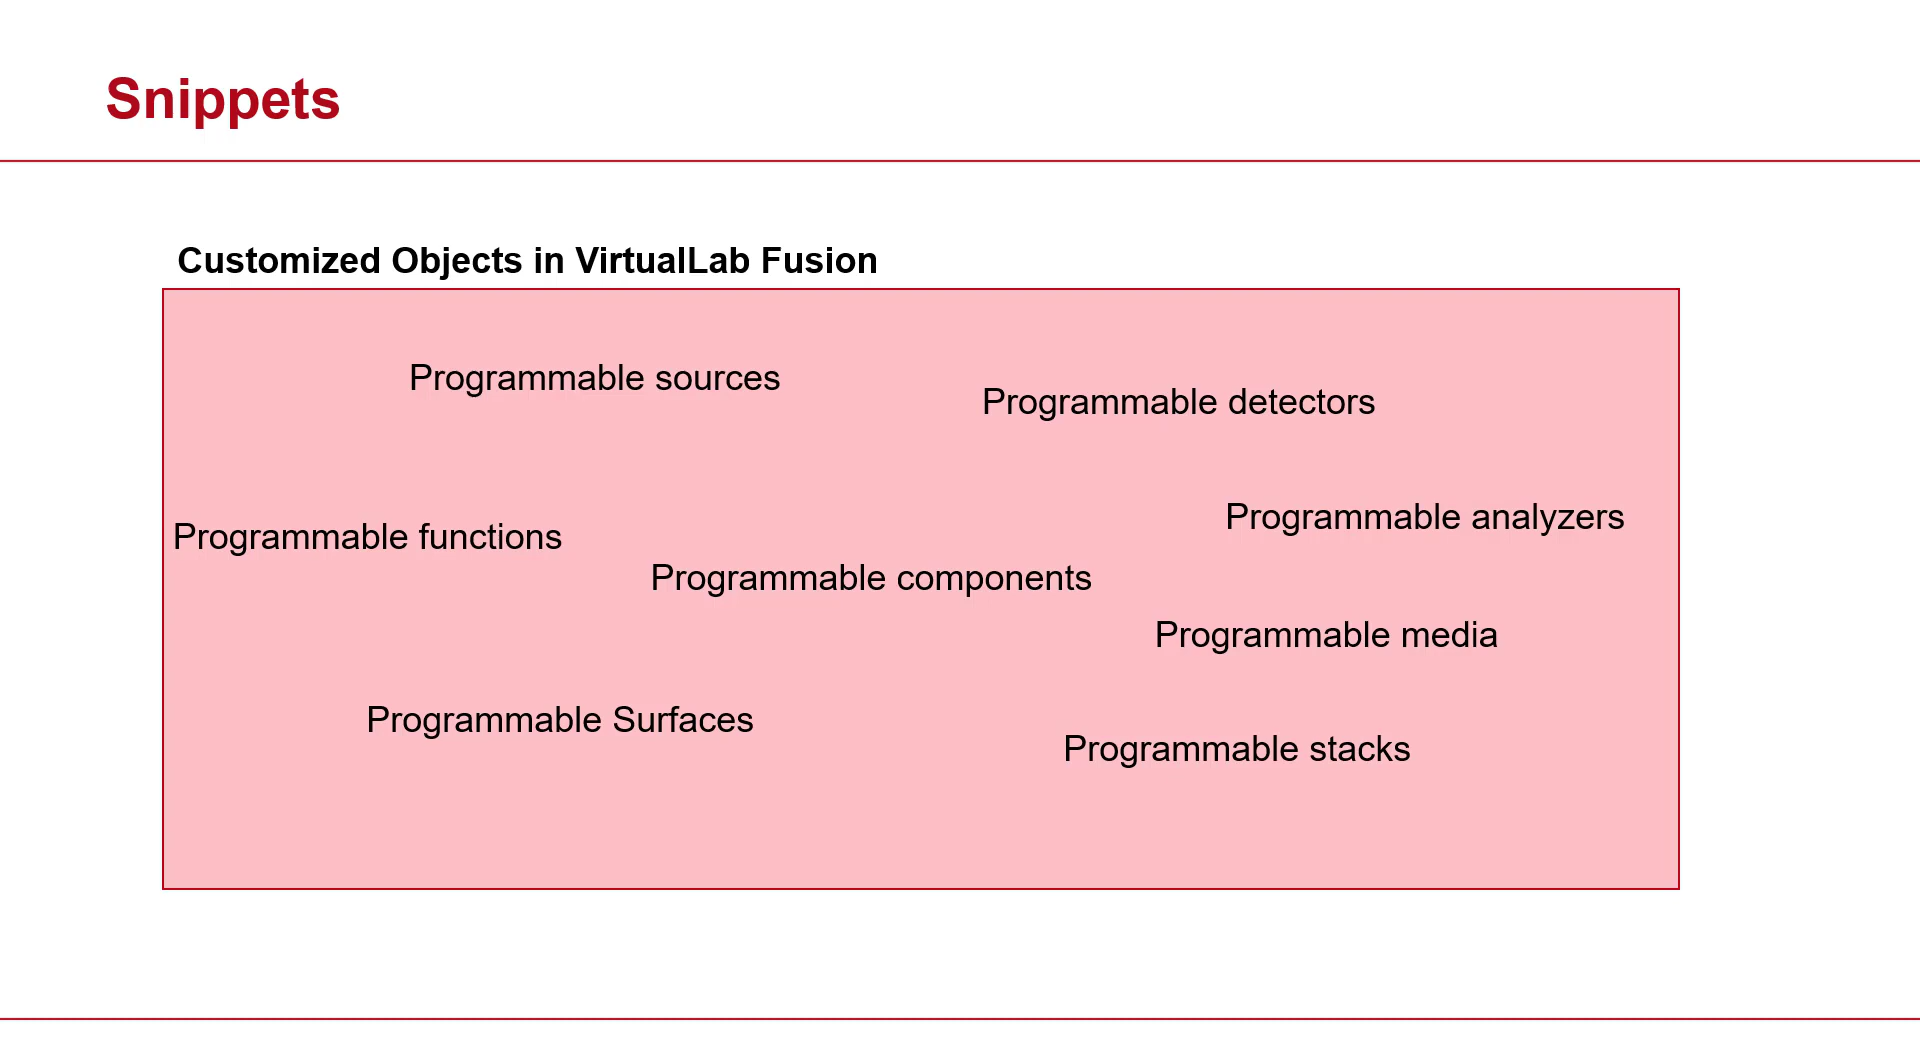 Snippets
Customized Objects in VirtualLab Fusion
Programmable sources
Programmable detectors
Programmable analyzers
Programmable functions
Programmable components
Programmable media
Programmable Surfaces
Programmable stacks